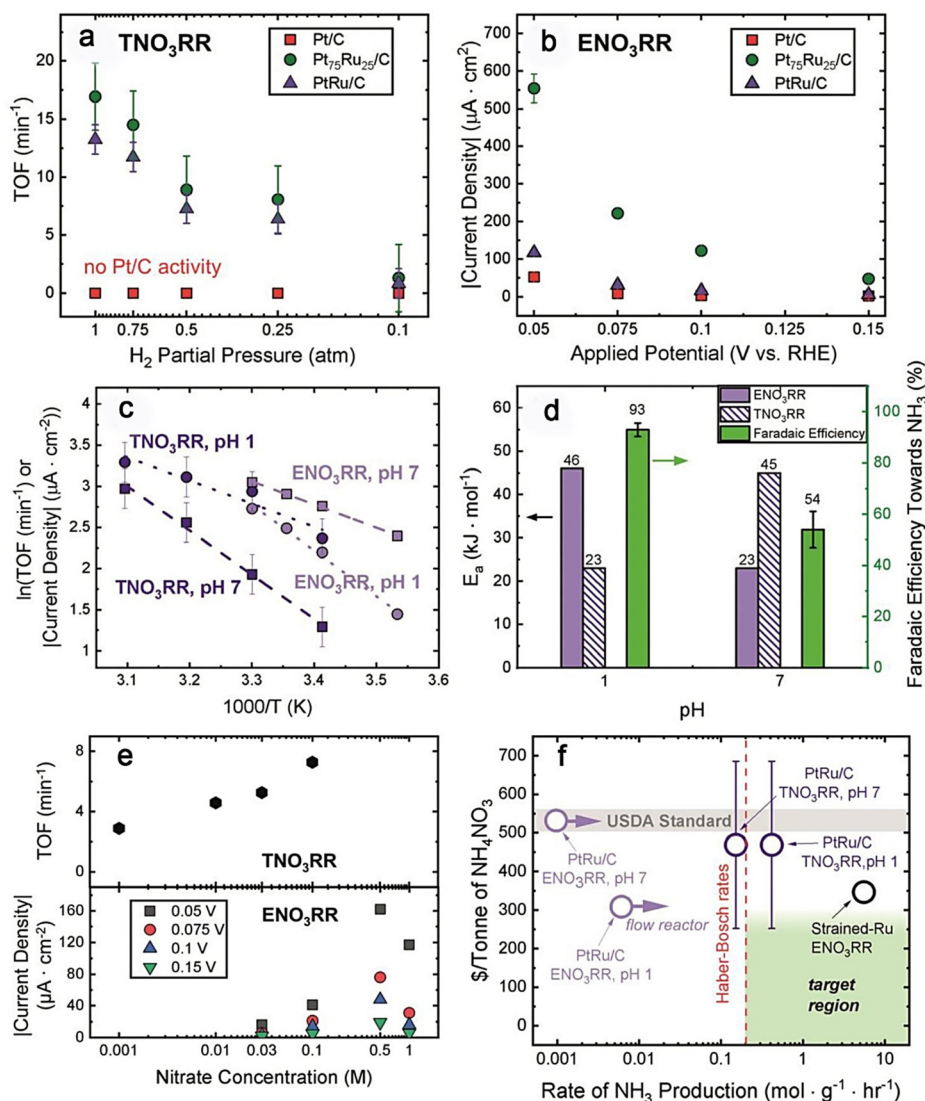 a
TNO₃RR
Pt/C
Pt₇₅Ru₂₅/C
PtRu/C
TOF (min⁻¹)
20
15
10
5
0
no Pt/C activity
1 0.75 0.5 0.25 0.1
H₂ Partial Pressure (atm)
b
ENO₃RR
Pt/C
Pt₇₅Ru₂₅/C
PtRu/C
|Current Density| (µA · cm²)
700
600
500
400
300
200
100
0
0.05 0.075 0.1 0.125 0.15
Applied Potential (V vs. RHE)
c
ln(TOF (min⁻¹) or
|Current Density| (µA · cm⁻²))
4.0
3.5
3.0
2.5
2.0
1.5
1.0
TNO₃RR, pH 1
ENO₃RR, pH 7
TNO₃RR, pH 7
ENO₃RR, pH 1
3.1 3.2 3.3 3.4 3.5 3.6
1000/T (K)
d
ENO₃RR
TNO₃RR
Faradaic Efficiency
Eₐ (kJ · mol⁻¹)
60
50
40
30
20
10
0
46
23
93
23
45
54
1 7
pH
100
80
60
40
20
0
Faradaic Efficiency Towards NH₃ (%)
e
TOF (min⁻¹)
8
4
0
TNO₃RR
ENO₃RR
0.05 V
0.075 V
0.1 V
0.15 V
|Current Density|
(µA · cm⁻²)
160
120
80
40
0
0.001 0.01 0.03 0.1 0.5 1
Nitrate Concentration (M)
f
$/Tonne of NH₄NO₃
700
600
500
400
300
200
100
0
USDA Standard
PtRu/C
TNO₃RR, pH 7
PtRu/C
ENO₃RR, pH 7
PtRu/C
TNO₃RR,pH 1
flow reactor
PtRu/C
ENO₃RR, pH 1
Haber-Bosch rates
Strained-Ru
ENO₃RR
target
region
0.001 0.01 0.1 1 10
Rate of NH₃ Production (mol · g⁻¹ · hr⁻¹)